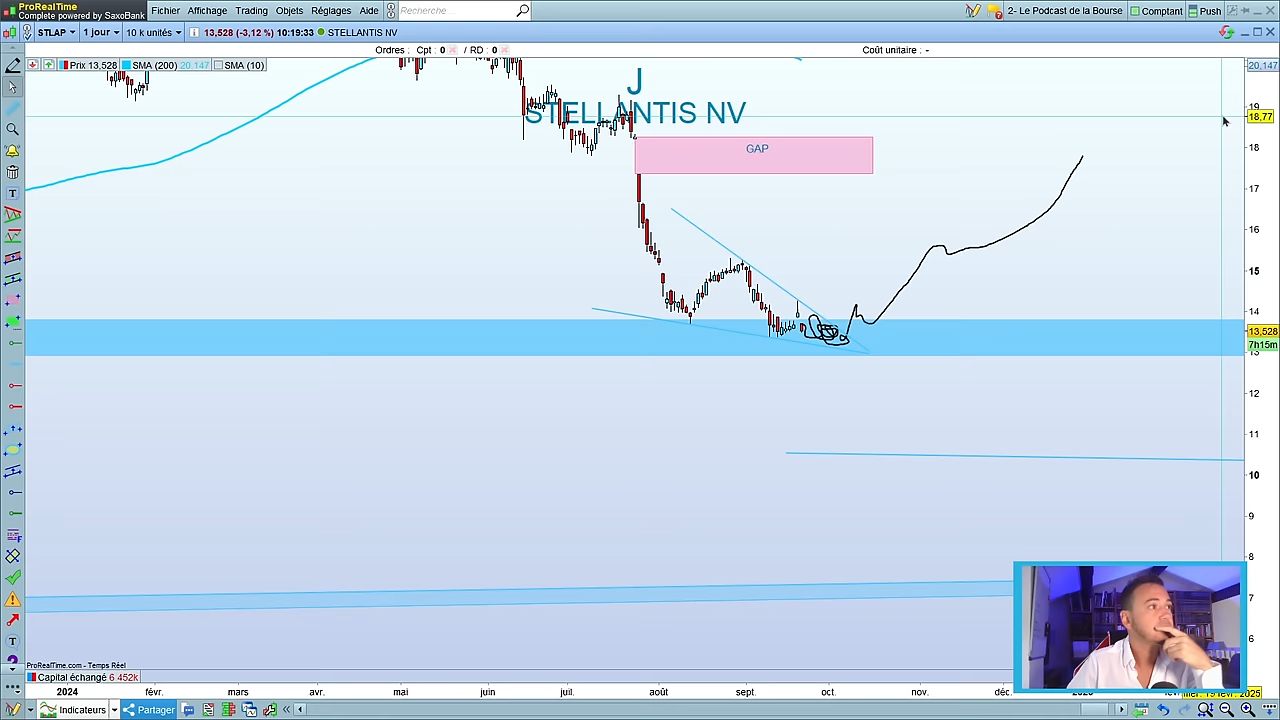 ProRealTime
Complete powered by SaxoBank
Fichier Affichage Trading Objets Réglages Aide Recherche 2- Le Podcast de la Bourse Comptant Push
STLAP 1 jour 10 k unités 13,528 (-3,12 %) 10:19:33 STELLANTIS NV
Ordres : Cpt : 0 / RD : 0 Coût unitaire : -
Prix 13,528 SMA (200) 20,147 SMA (10)
20,147
J
STELLANTIS NV
19
18,77
GAP
18
17
16
15
14
13,528
7h15m
13
12
11
10
9
8
7
6
ProRealTime.com - Temps Réel
Capital échangé 6 452k
2024 févr. mars avr. mai juin juil. août sept. oct. nov. déc. mer. 19 févr. 2025
Indicateurs Partager